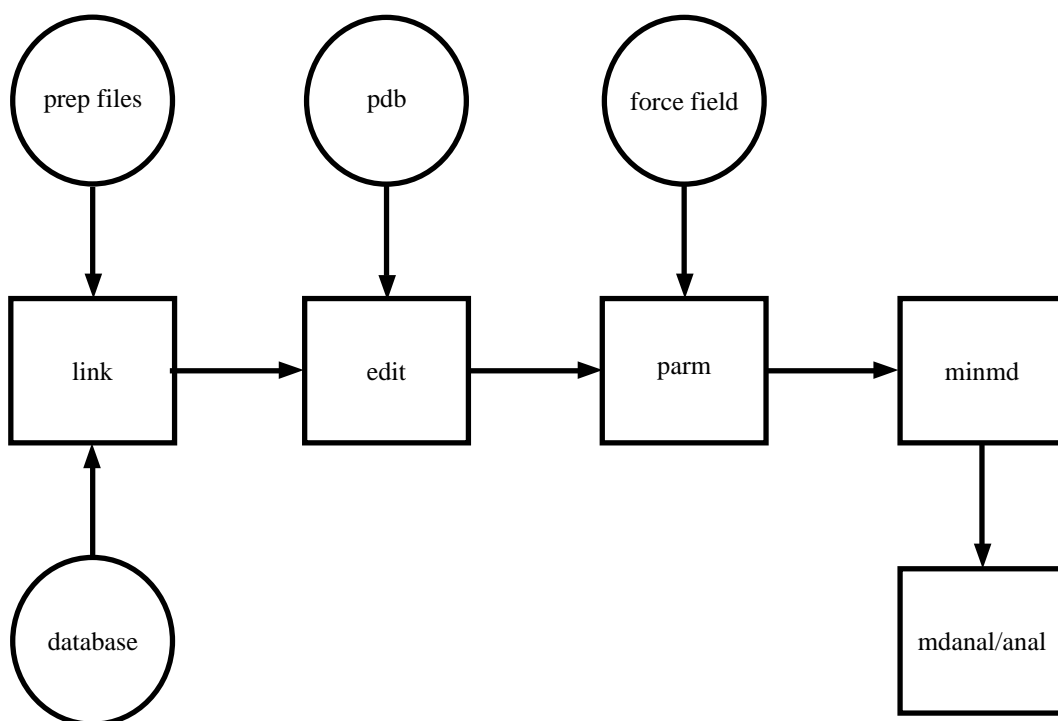 prep files
pdb
force field
link
edit
parm
minmd
database
mdanal/anal